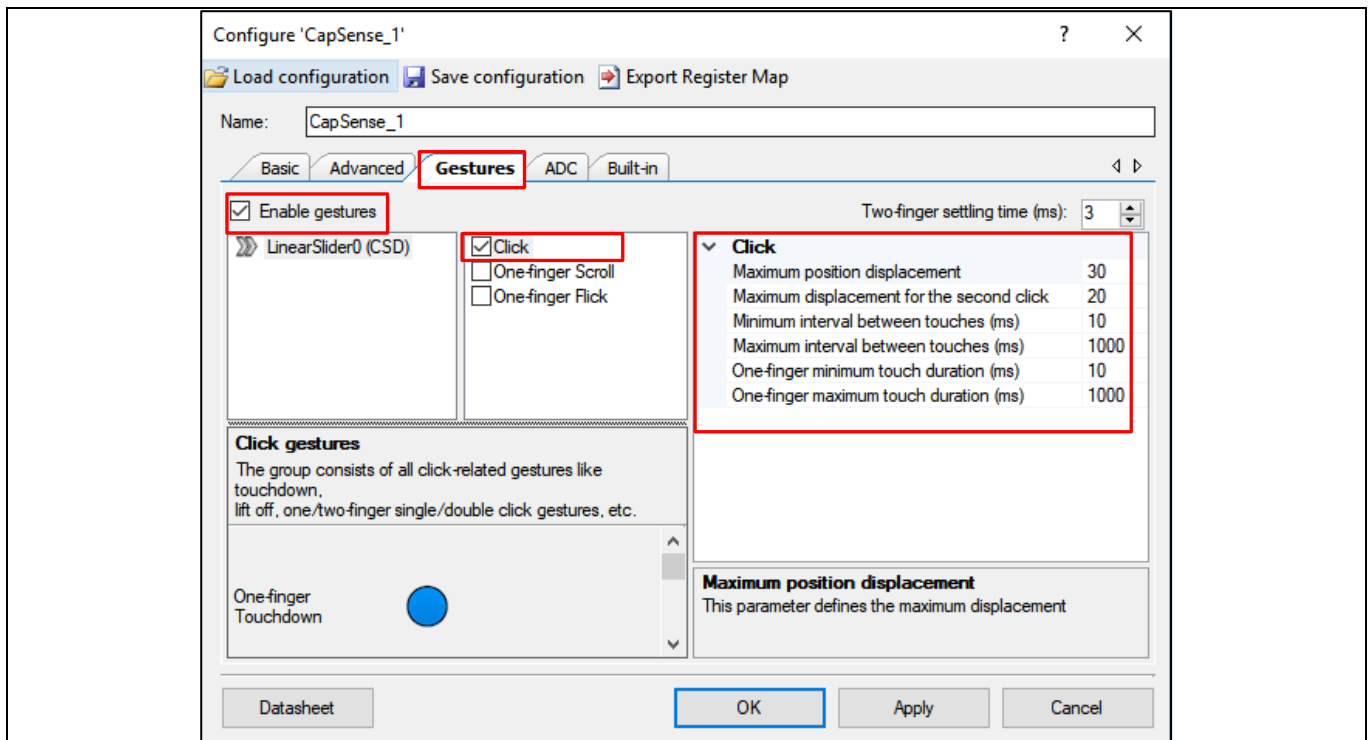 Configure 'CapSense_1'
?
Load configuration Save configuration Export Register Map
Name: CapSense_1
Basic Advanced Gestures ADC Built-in
Enable gestures
Two-finger settling time (ms): 3
LinearSlider0 (CSD)
Click
One-finger Scroll
One-finger Flick
Click
Maximum position displacement 30
Maximum displacement for the second click 20
Minimum interval between touches (ms) 10
Maximum interval between touches (ms) 1000
One-finger minimum touch duration (ms) 10
One-finger maximum touch duration (ms) 1000
Click gestures
The group consists of all click-related gestures like
touchdown,
lift off, one/two-finger single/double click gestures, etc.
One-finger
Touchdown
Maximum position displacement
This parameter defines the maximum displacement
Datasheet OK Apply Cancel